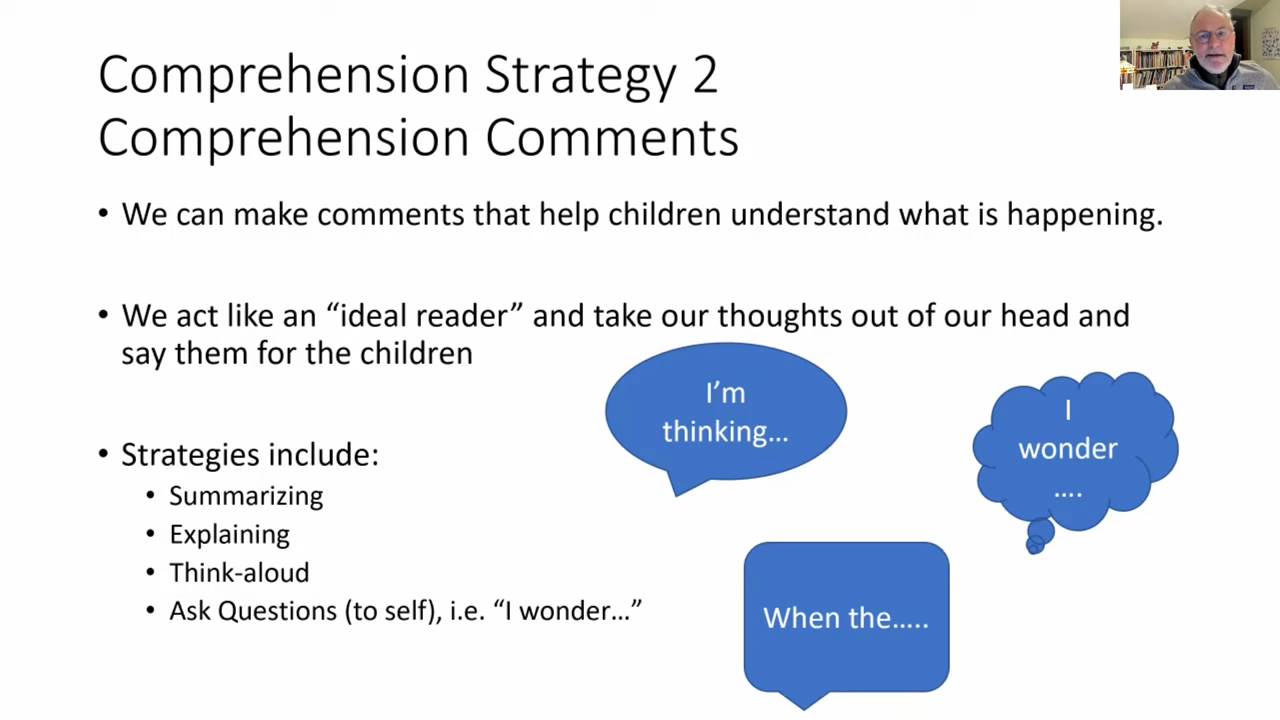 Comprehension Strategy 2
Comprehension Comments
• We can make comments that help children understand what is happening.
• We act like an “ideal reader” and take our thoughts out of our head and
say them for the children
I’m
thinking…
I
wonder
….
• Strategies include:
• Summarizing
• Explaining
• Think-aloud
• Ask Questions (to self), i.e. “I wonder…”
When the…..